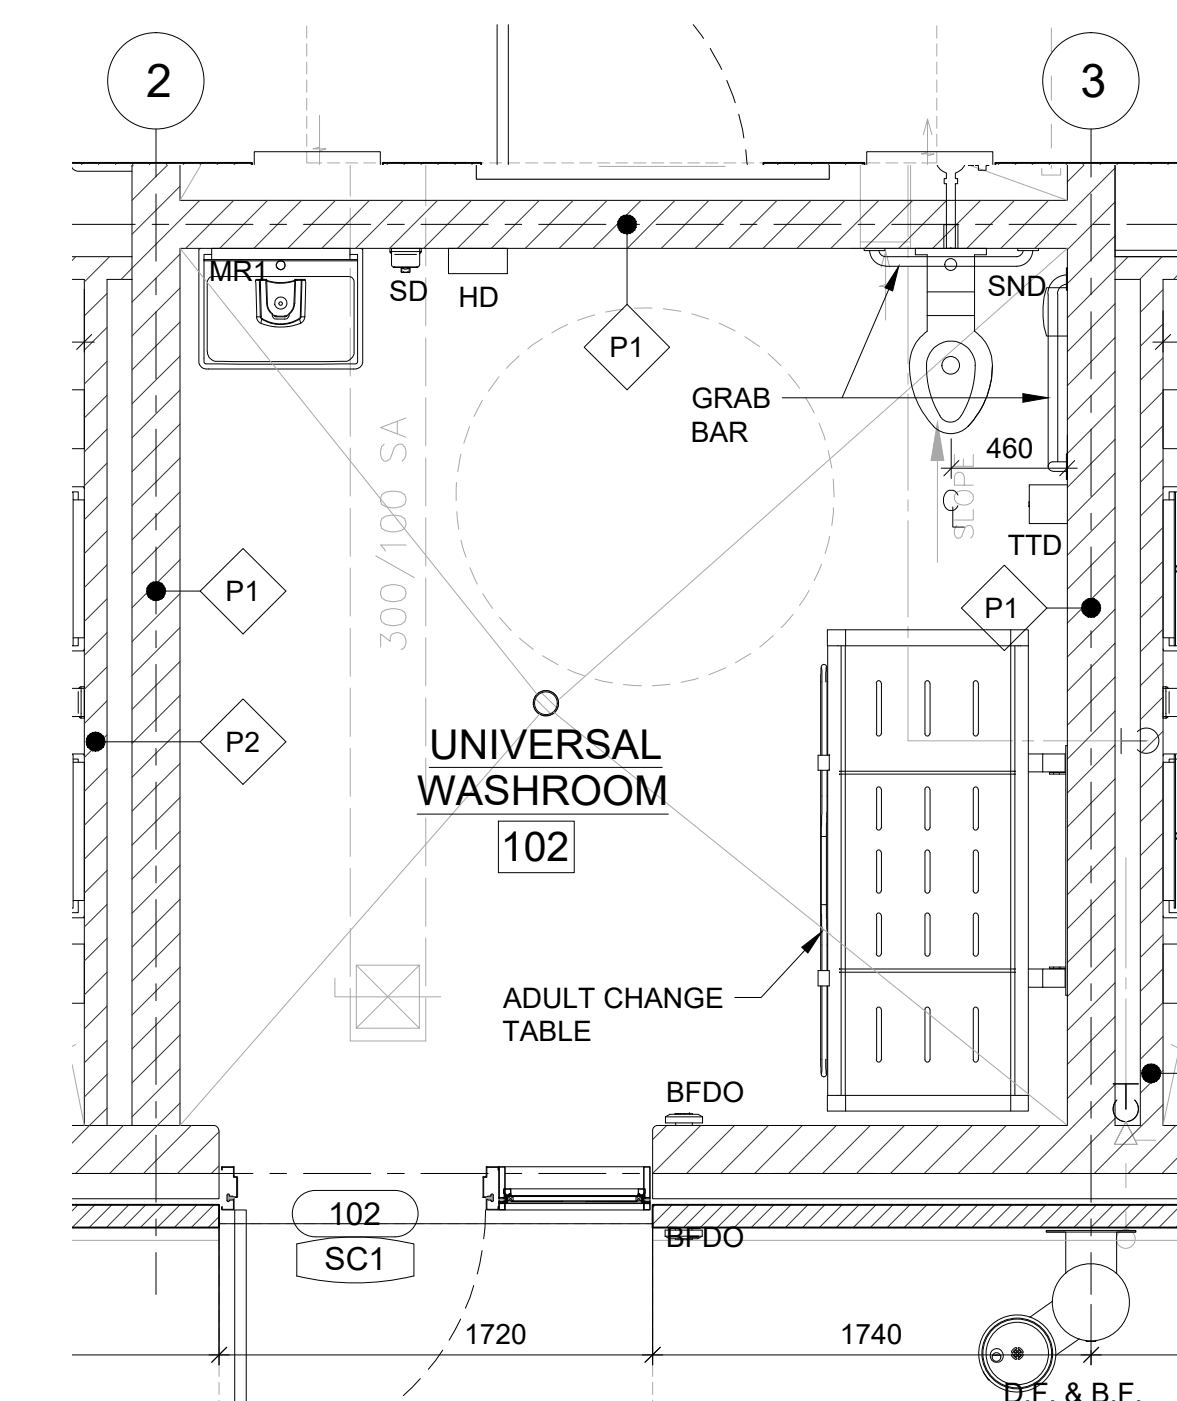 2
3
MR1
SD
HD
SND
P1
GRAB
BAR
460
300/100 SA
SLOPE
TTD
P1
P1
P2
UNIVERSAL
WASHROOM
102
ADULT CHANGE
TABLE
BFDO
102
SC1
BFDO
1720
1740
D.F. & B.F.